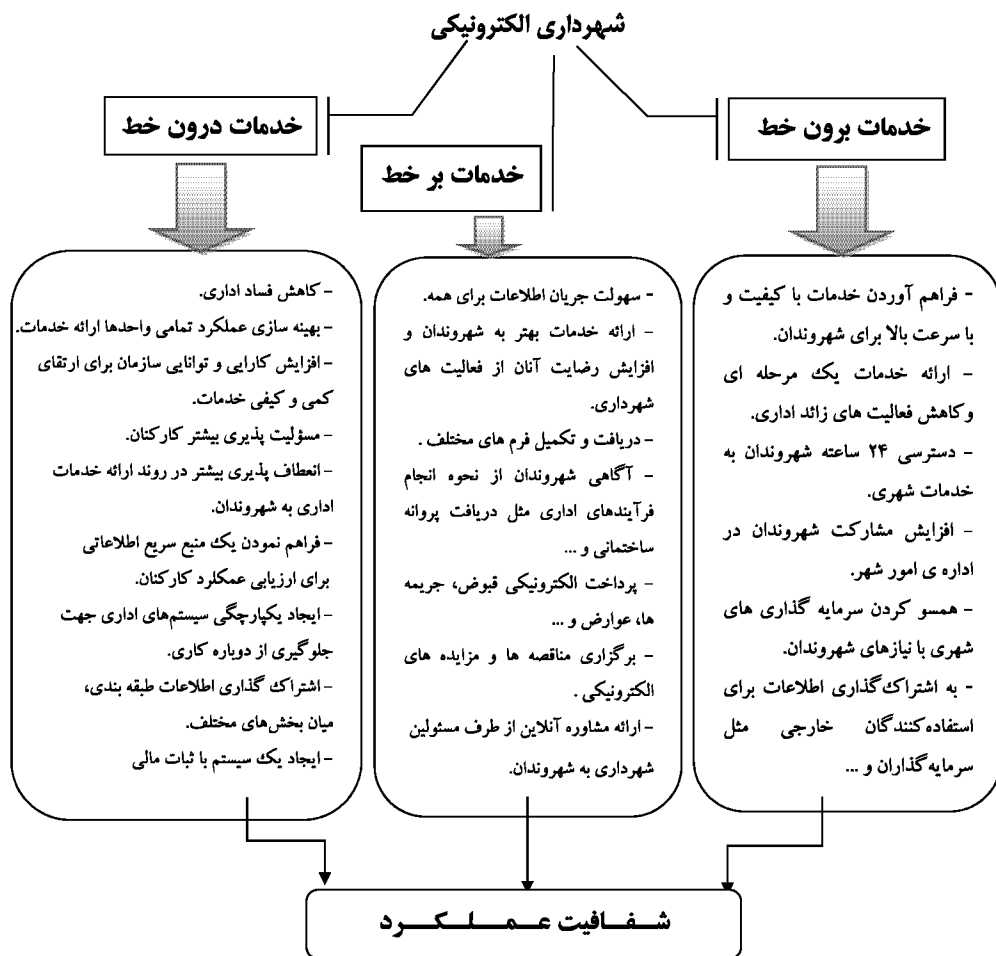 شهرداری الکترونیکی
خدمات برون خط
خدمات بر خط
خدمات درون خط
- فراهم آوردن خدمات با کیفیت و
با سرعت بالا برای شهروندان.
- ارائه خدمات یک مرحله ای
وکاهش فعالیت های زائد اداری.
- دسترسی ۲۴ ساعته شهروندان به
خدمات شهری.
- افزایش مشارکت شهروندان در
اداره ی امور شهر.
- همسو کردن سرمایه گذاری های
شهری با نیازهای شهروندان.
- به اشتراک‌گذاری اطلاعات برای
استفاده‌کنندگان خارجی مثل
سرمایه‌گذاران و ...
- سهولت جریان اطلاعات برای همه.
- ارائه خدمات بهتر به شهروندان و
افزایش رضایت آنان از فعالیت های
شهرداری.
- دریافت و تکمیل فرم های مختلف .
- آگاهی شهروندان از نحوه انجام
فرآیندهای اداری مثل دریافت پروانه
ساختمانی و ...
- پرداخت الکترونیکی قبوض، جریمه
ها، عوارض و ...
- برگزاری مناقصه ها و مزایده های
الکترونیکی .
- ارائه مشاوره آنلاین از طرف مسئولین
شهرداری به شهروندان.
- کاهش فساد اداری.
- بهینه سازی عملکرد تمامی واحدها ارائه خدمات.
- افزایش کارایی و توانایی سازمان برای ارتقای
کمی و کیفی خدمات.
- مسؤلیت پذیری بیشتر کارکنان.
- انعطاف پذیری بیشتر در روند ارائه خدمات
اداری به شهروندان.
- فراهم نمودن یک منبع سریع اطلاعاتی
برای ارزیابی عمکلرد کارکنان.
- ایجاد یکپارچگی سیستم‌های اداری جهت
جلوگیری از دوباره کاری.
- اشتراک گذاری اطلاعات طبقه بندی،
میان بخش‌های مختلف.
- ایجاد یک سیستم با ثبات مالی
شـــفـــافیت عـــمـــلـــکـــرد